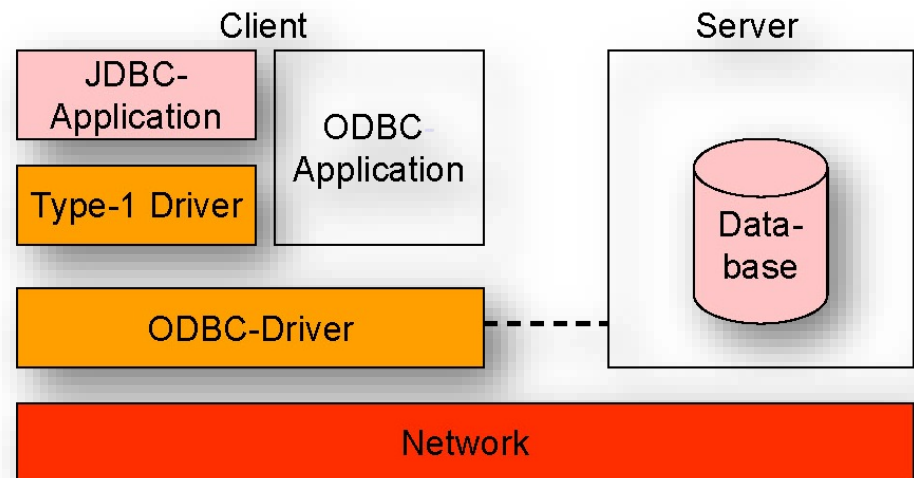 Client
Server
JDBC-
Application
ODBC-
Application
Type-1 Driver
Data-
base
ODBC-Driver
Network